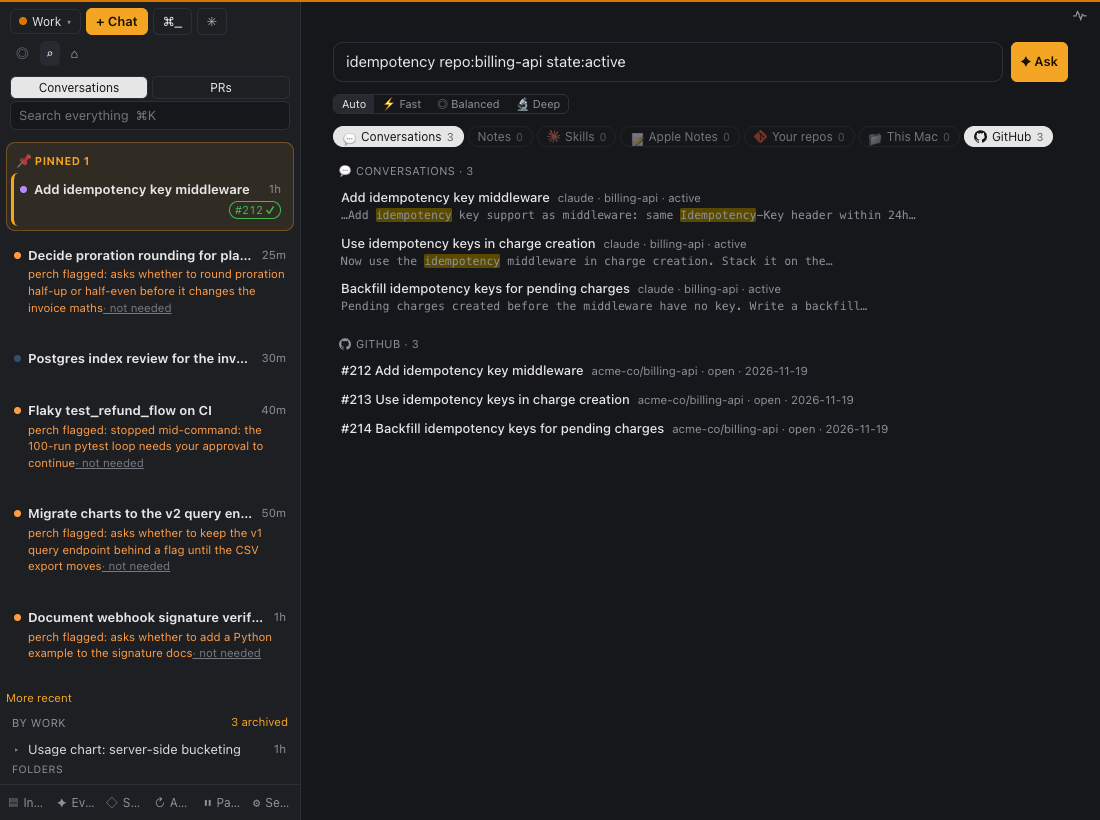 Work
+ Chat
⌘_
Conversations
PRs
Search everything ⌘K
PINNED 1
Add idempotency key middleware 1h
#212 ✓
Decide proration rounding for pla... 25m
perch flagged: asks whether to round proration
half-up or half-even before it changes the
invoice maths · not needed
Postgres index review for the inv... 30m
Flaky test_refund_flow on CI 40m
perch flagged: stopped mid-command: the
100-run pytest loop needs your approval to
continue · not needed
Migrate charts to the v2 query en... 50m
perch flagged: asks whether to keep the v1
query endpoint behind a flag until the CSV
export moves · not needed
Document webhook signature verif... 1h
perch flagged: asks whether to add a Python
example to the signature docs · not needed
More recent
BY WORK 3 archived
Usage chart: server-side bucketing 1h
FOLDERS
In... Ev... S... A... Pa... Se...
idempotency repo:billing-api state:active
Ask
Auto Fast Balanced Deep
Conversations 3 Notes 0 Skills 0 Apple Notes 0 Your repos 0 This Mac 0 GitHub 3
CONVERSATIONS · 3
Add idempotency key middleware claude · billing-api · active
…Add idempotency key support as middleware: same Idempotency-Key header within 24h…
Use idempotency keys in charge creation claude · billing-api · active
Now use the idempotency middleware in charge creation. Stack it on the…
Backfill idempotency keys for pending charges claude · billing-api · active
Pending charges created before the middleware have no key. Write a backfill…
GITHUB · 3
#212 Add idempotency key middleware acme-co/billing-api · open · 2026-11-19
#213 Use idempotency keys in charge creation acme-co/billing-api · open · 2026-11-19
#214 Backfill idempotency keys for pending charges acme-co/billing-api · open · 2026-11-19